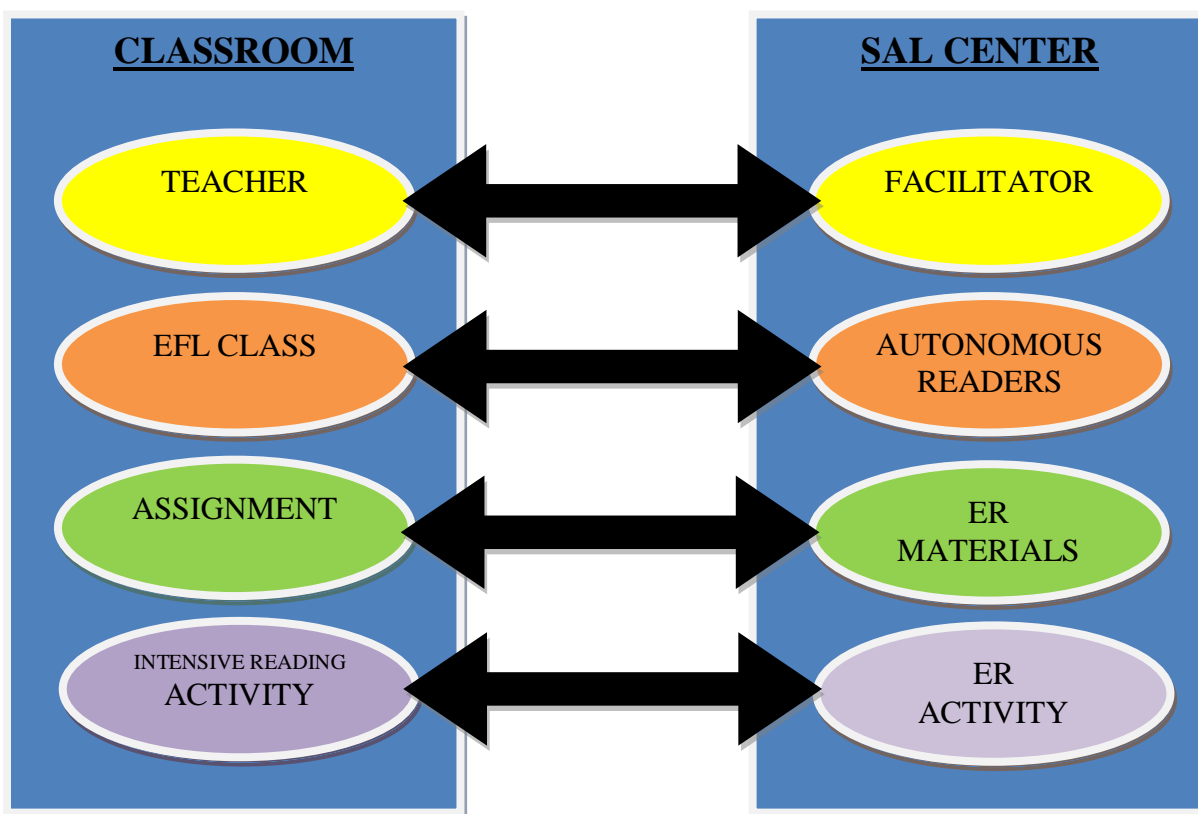 CLASSROOM
TEACHER
EFL CLASS
ASSIGNMENT
INTENSIVE READING
ACTIVITY
SAL CENTER
FACILITATOR
AUTONOMOUS
READERS
ER
MATERIALS
ER
ACTIVITY